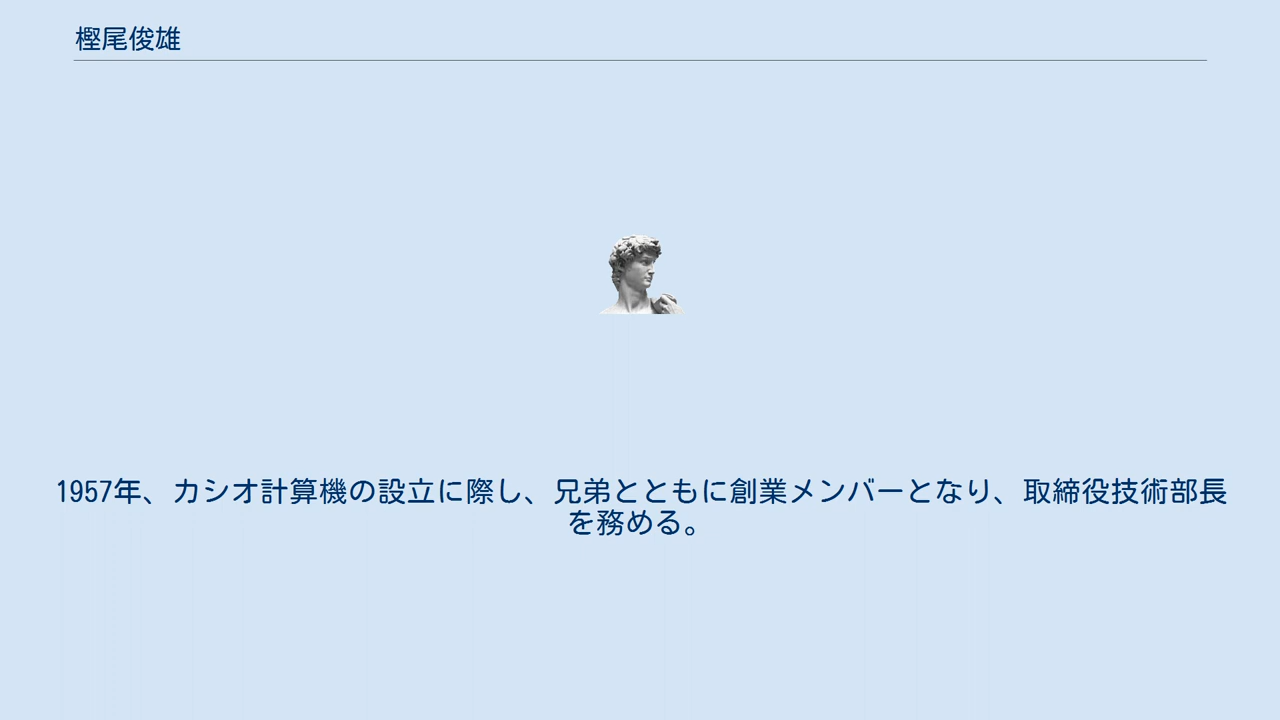 樫尾俊雄
1957年、カシオ計算機の設立に際し、兄弟とともに創業メンバーとなり、取締役技術部長
を務める。